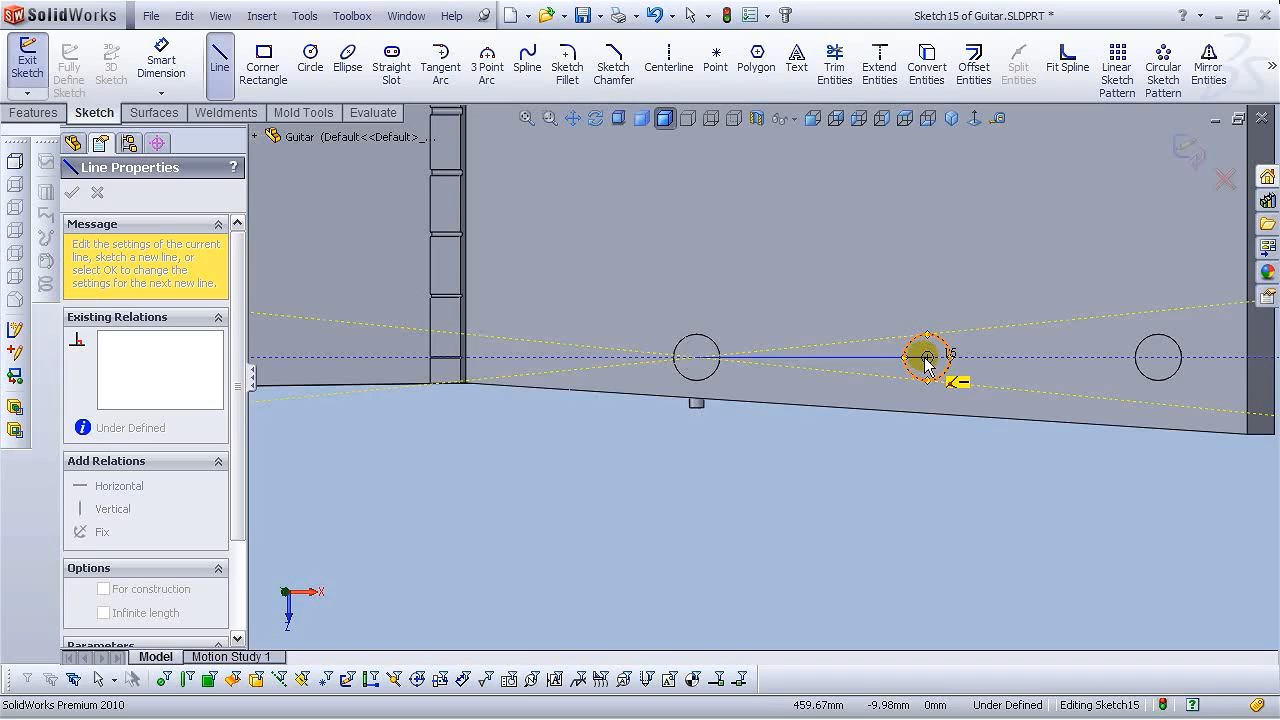 SolidWorks File Edit View Insert Tools Toolbox Window Help Sketch15 of Guitar.SLDPRT * ?
Exit Sketch Fully Define Sketch 3D Sketch Smart Dimension Line Corner Rectangle Circle Ellipse Straight Slot Tangent Arc 3 Point Arc Spline Sketch Fillet Sketch Chamfer Centerline Point Polygon Text Trim Entities Extend Entities Convert Entities Offset Entities Split Entities Fit Spline Linear Sketch Pattern Circular Sketch Pattern Mirror Entities »
Features Sketch Surfaces Weldments Mold Tools Evaluate
Guitar (Default<<Default>_...
Line Properties ?
Message
Edit the settings of the current
line, sketch a new line, or
select OK to change the
settings for the next new line.
Existing Relations
Under Defined
Add Relations
Horizontal
Vertical
Fix
Options
For construction
Infinite length
Parameters
X
Z
Model Motion Study 1
SolidWorks Premium 2010 459.67mm -9.98mm 0mm Under Defined Editing Sketch15